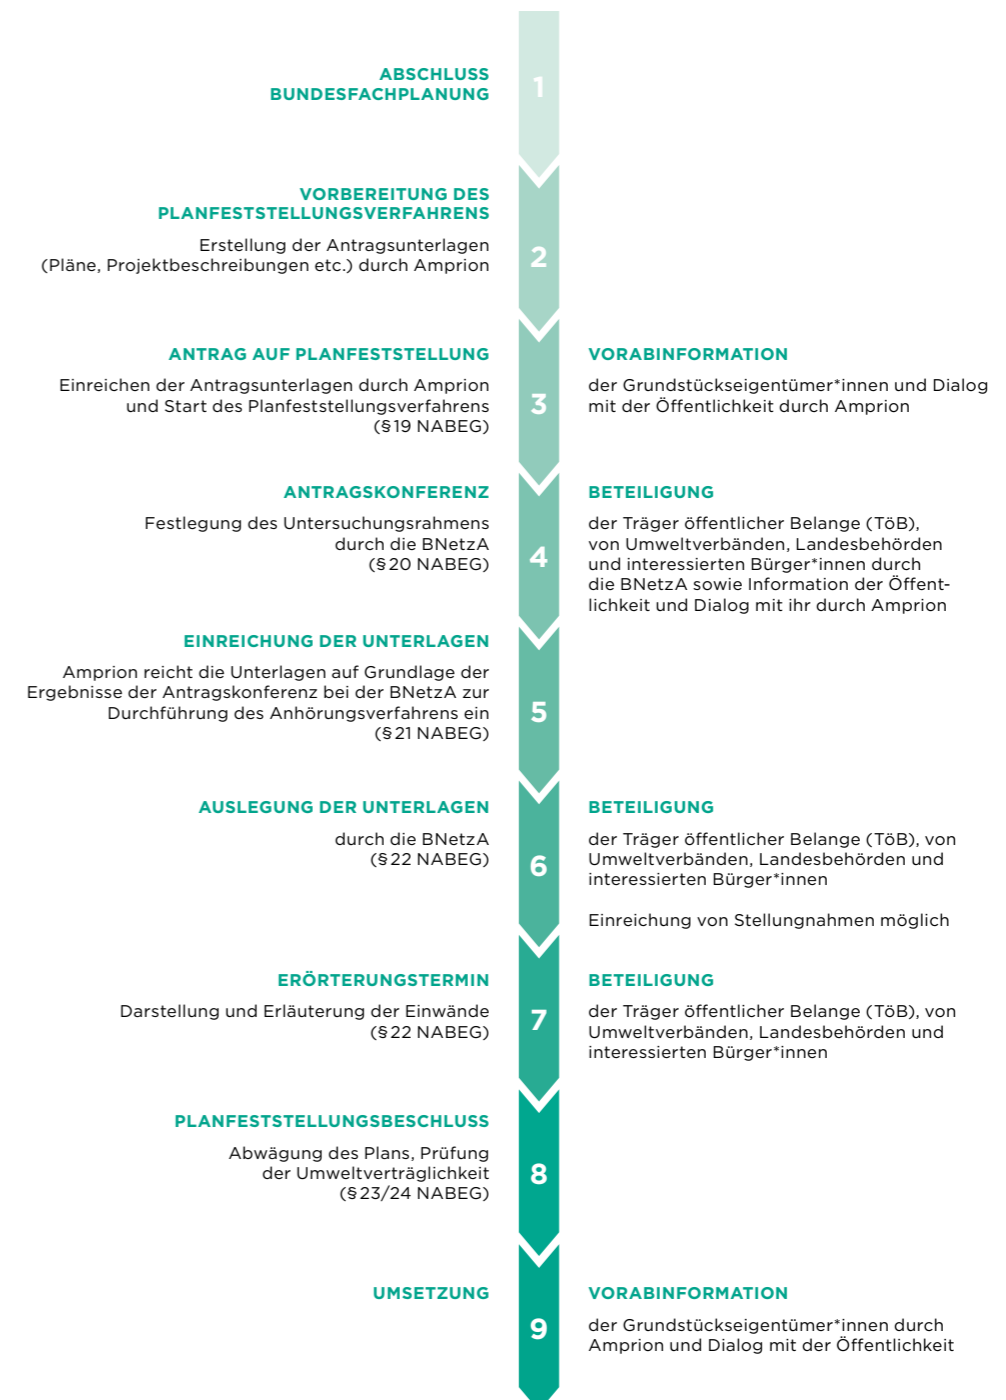 ABSCHLUSS
BUNDESFACHPLANUNG
1
VORBEREITUNG DES
PLANFESTSTELLUNGSVERFAHRENS
Erstellung der Antragsunterlagen
(Pläne, Projektbeschreibungen etc.) durch Amprion
2
ANTRAG AUF PLANFESTSTELLUNG
Einreichen der Antragsunterlagen durch Amprion
und Start des Planfeststellungsverfahrens
(§ 19 NABEG)
3
VORABINFORMATION
der Grundstückseigentümer*innen und Dialog
mit der Öffentlichkeit durch Amprion
ANTRAGSKONFERENZ
Festlegung des Untersuchungsrahmens
durch die BNetzA
(§ 20 NABEG)
4
BETEILIGUNG
der Träger öffentlicher Belange (TöB),
von Umweltverbänden, Landesbehörden
und interessierten Bürger*innen durch
die BNetzA sowie Information der Öffent-
lichkeit und Dialog mit ihr durch Amprion
EINREICHUNG DER UNTERLAGEN
Amprion reicht die Unterlagen auf Grundlage der
Ergebnisse der Antragskonferenz bei der BNetzA zur
Durchführung des Anhörungsverfahrens ein
(§ 21 NABEG)
5
AUSLEGUNG DER UNTERLAGEN
durch die BNetzA
(§ 22 NABEG)
6
BETEILIGUNG
der Träger öffentlicher Belange (TöB), von
Umweltverbänden, Landesbehörden und
interessierten Bürger*innen
Einreichung von Stellungnahmen möglich
ERÖRTERUNGSTERMIN
Darstellung und Erläuterung der Einwände
(§ 22 NABEG)
7
BETEILIGUNG
der Träger öffentlicher Belange (TöB), von
Umweltverbänden, Landesbehörden und
interessierten Bürger*innen
PLANFESTSTELLUNGSBESCHLUSS
Abwägung des Plans, Prüfung
der Umweltverträglichkeit
(§ 23/24 NABEG)
8
UMSETZUNG
9
VORABINFORMATION
der Grundstückseigentümer*innen durch
Amprion und Dialog mit der Öffentlichkeit